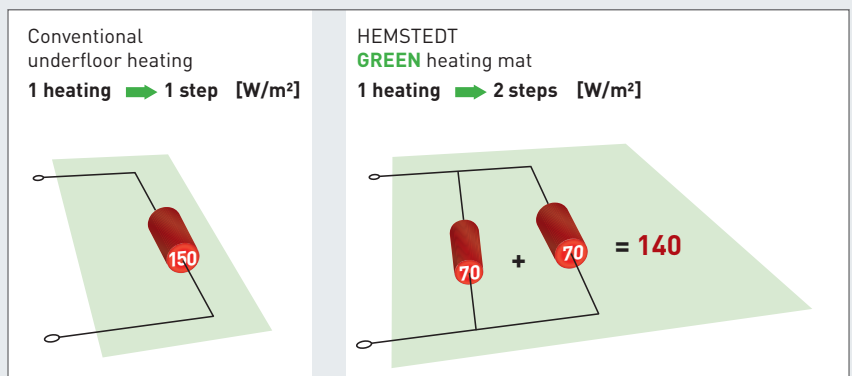 Conventional
underfloor heating
1 heating 1 step [W/m²]
150
HEMSTEDT
GREEN heating mat
1 heating 2 steps [W/m²]
70 + 70 = 140